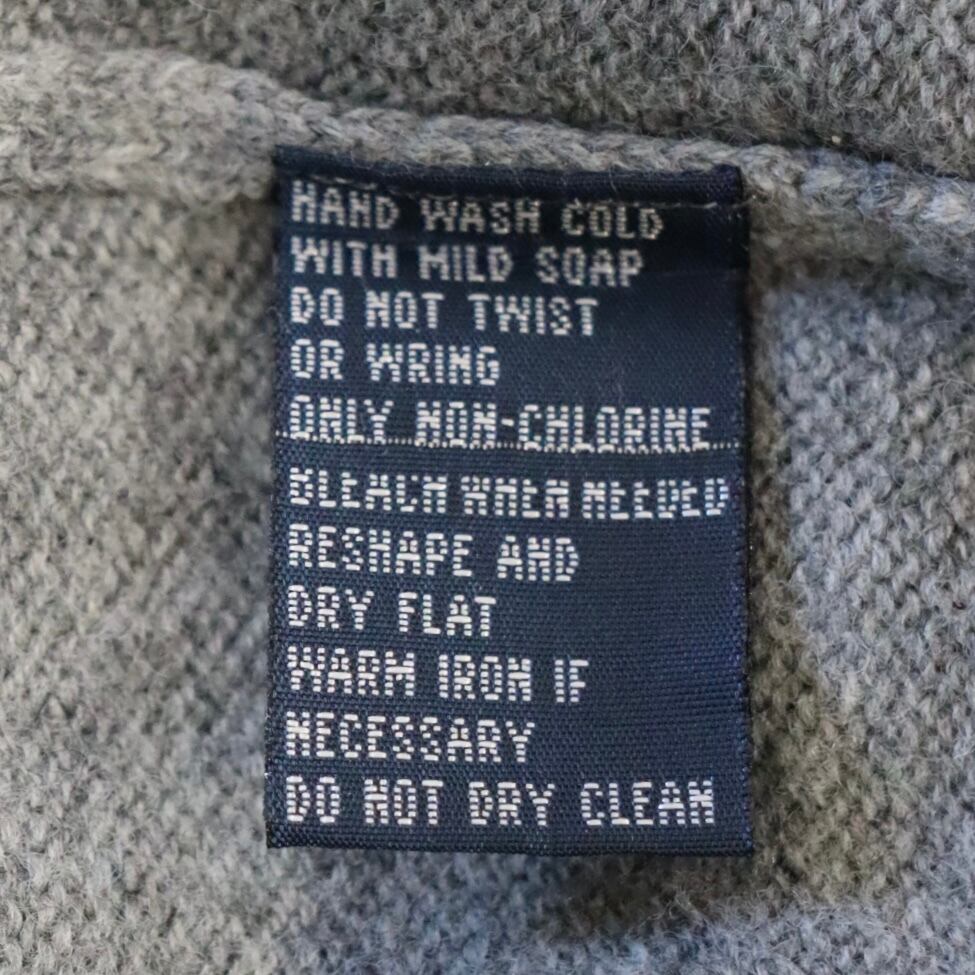 HAND WASH COLD
WITH MILD SOAP
DO NOT TWIST
OR WRING
ONLY NON-CHLORINE
BLEACH WHEN NEEDED
RESHAPE AND
DRY FLAT
WARM IRON IF
NECESSARY
DO NOT DRY CLEAN